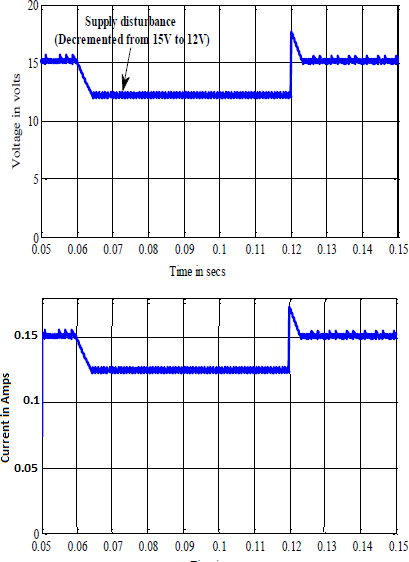 20
Supply disturbance
(Decremented from 15V to 12V)
15
10
5
0
Voltage in volts
0.05 0.06 0.07 0.08 0.09 0.1 0.11 0.12 0.13 0.14 0.15
Time in secs
0.15
0.1
0.05
0
Current in Amps
0.05 0.06 0.07 0.08 0.09 0.1 0.11 0.12 0.13 0.14 0.15